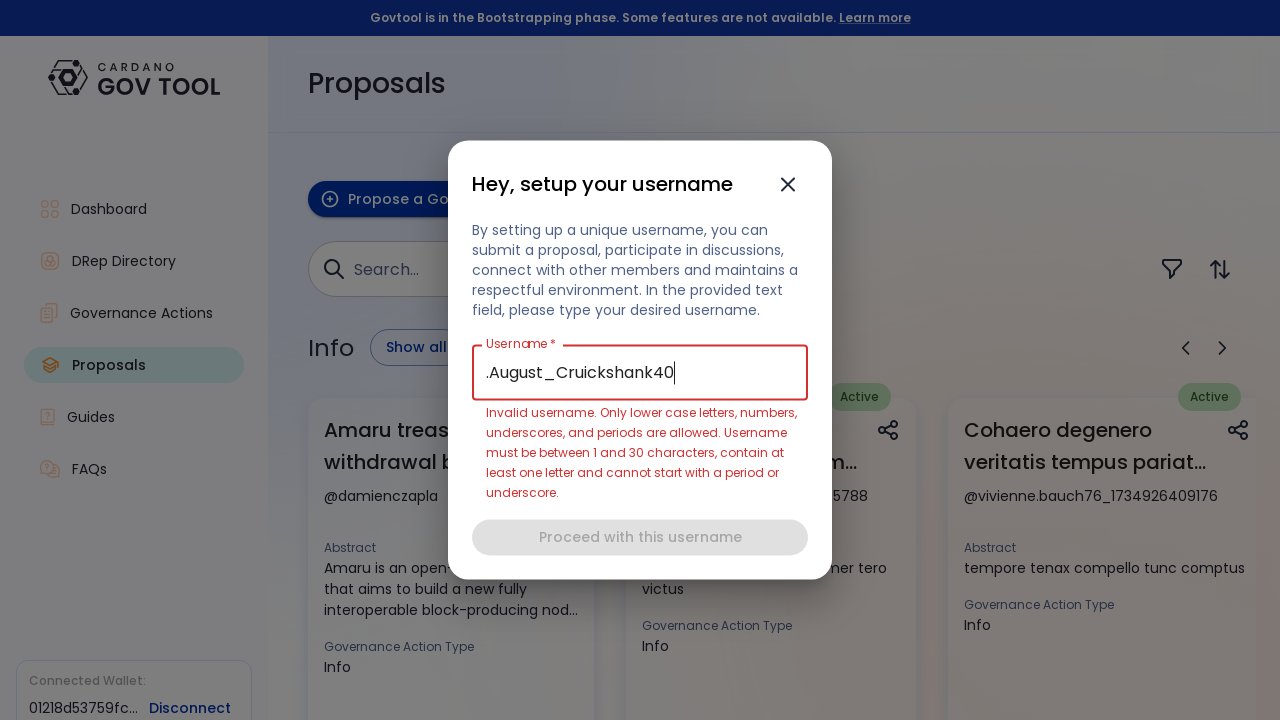 Govtool is in the Bootstrapping phase. Some features are not available. Learn more
CARDANO
GOV TOOL
Dashboard
DRep Directory
Governance Actions
Proposals
Guides
FAQs
Connected Wallet:
01218d53759fc... Disconnect
Proposals
Propose a Go
Search...
Info
Show all
Amaru treas
withdrawal b
@damienczapla
Abstract
Amaru is an open-
that aims to build a new fully
interoperable block-producing nod...
Governance Action Type
Info
Active
m...
5788
ner tero
victus
Governance Action Type
Info
Active
Cohaero degenero
veritatis tempus pariat...
@vivienne.bauch76_1734926409176
Abstract
tempore tenax compello tunc comptus
Governance Action Type
Info
Hey, setup your username
By setting up a unique username, you can
submit a proposal, participate in discussions,
connect with other members and maintains a
respectful environment. In the provided text
field, please type your desired username.
Username *
.August_Cruickshank40
Invalid username. Only lower case letters, numbers,
underscores, and periods are allowed. Username
must be between 1 and 30 characters, contain at
least one letter and cannot start with a period or
underscore.
Proceed with this username